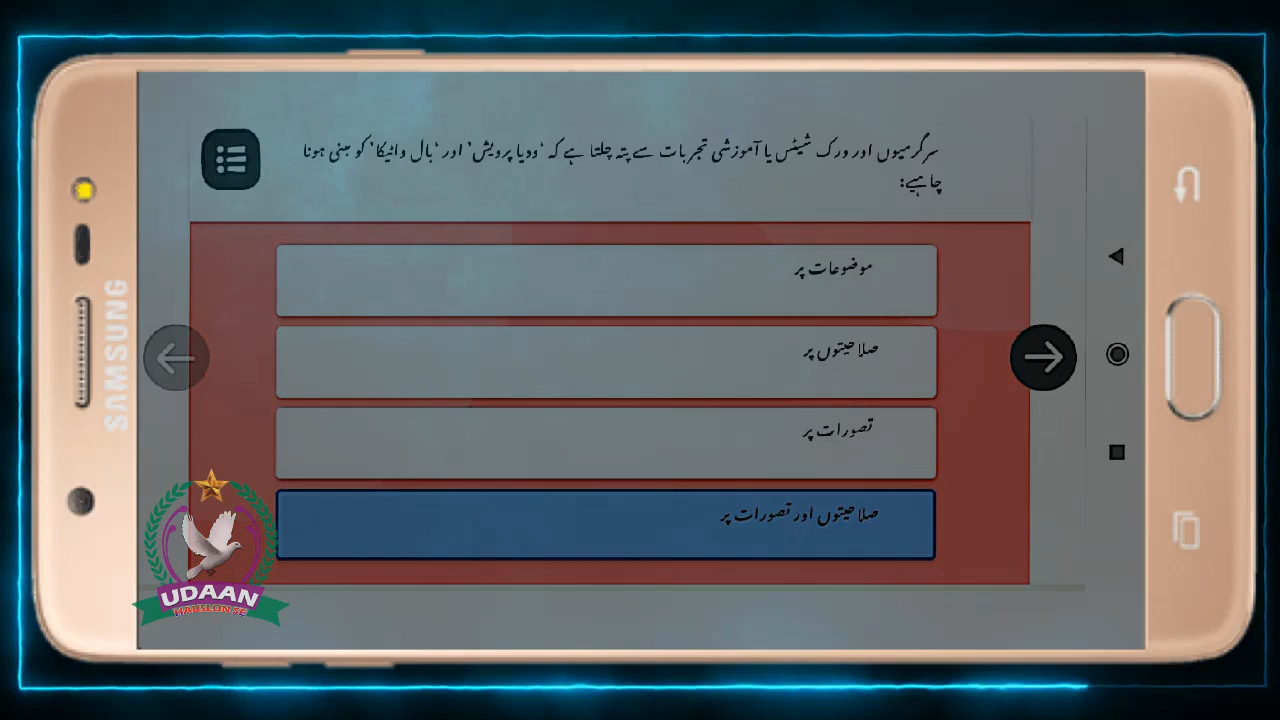 سرگرمیوں اور ورک شیٹس یا آموزشی تجربات سے پتہ چلتا ہے کہ 'ودیا پرویش' اور 'بال واٹیکا' کو مبنی ہونا
چاہیے:
موضوعات پر
صلاحیتوں پر
تصورات پر
صلاحیتوں اور تصورات پر
SAMSUNG
UDAAN
HAUSLON SE